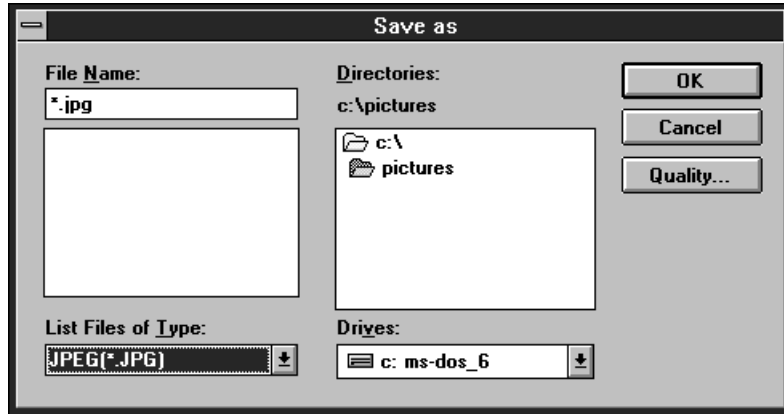 Save as
File Name:
*.jpg
List Files of Type:
JPEG(*.JPG)
Directories:
c:\pictures
c:\
pictures
Drives:
c: ms-dos_6
OK
Cancel
Quality...